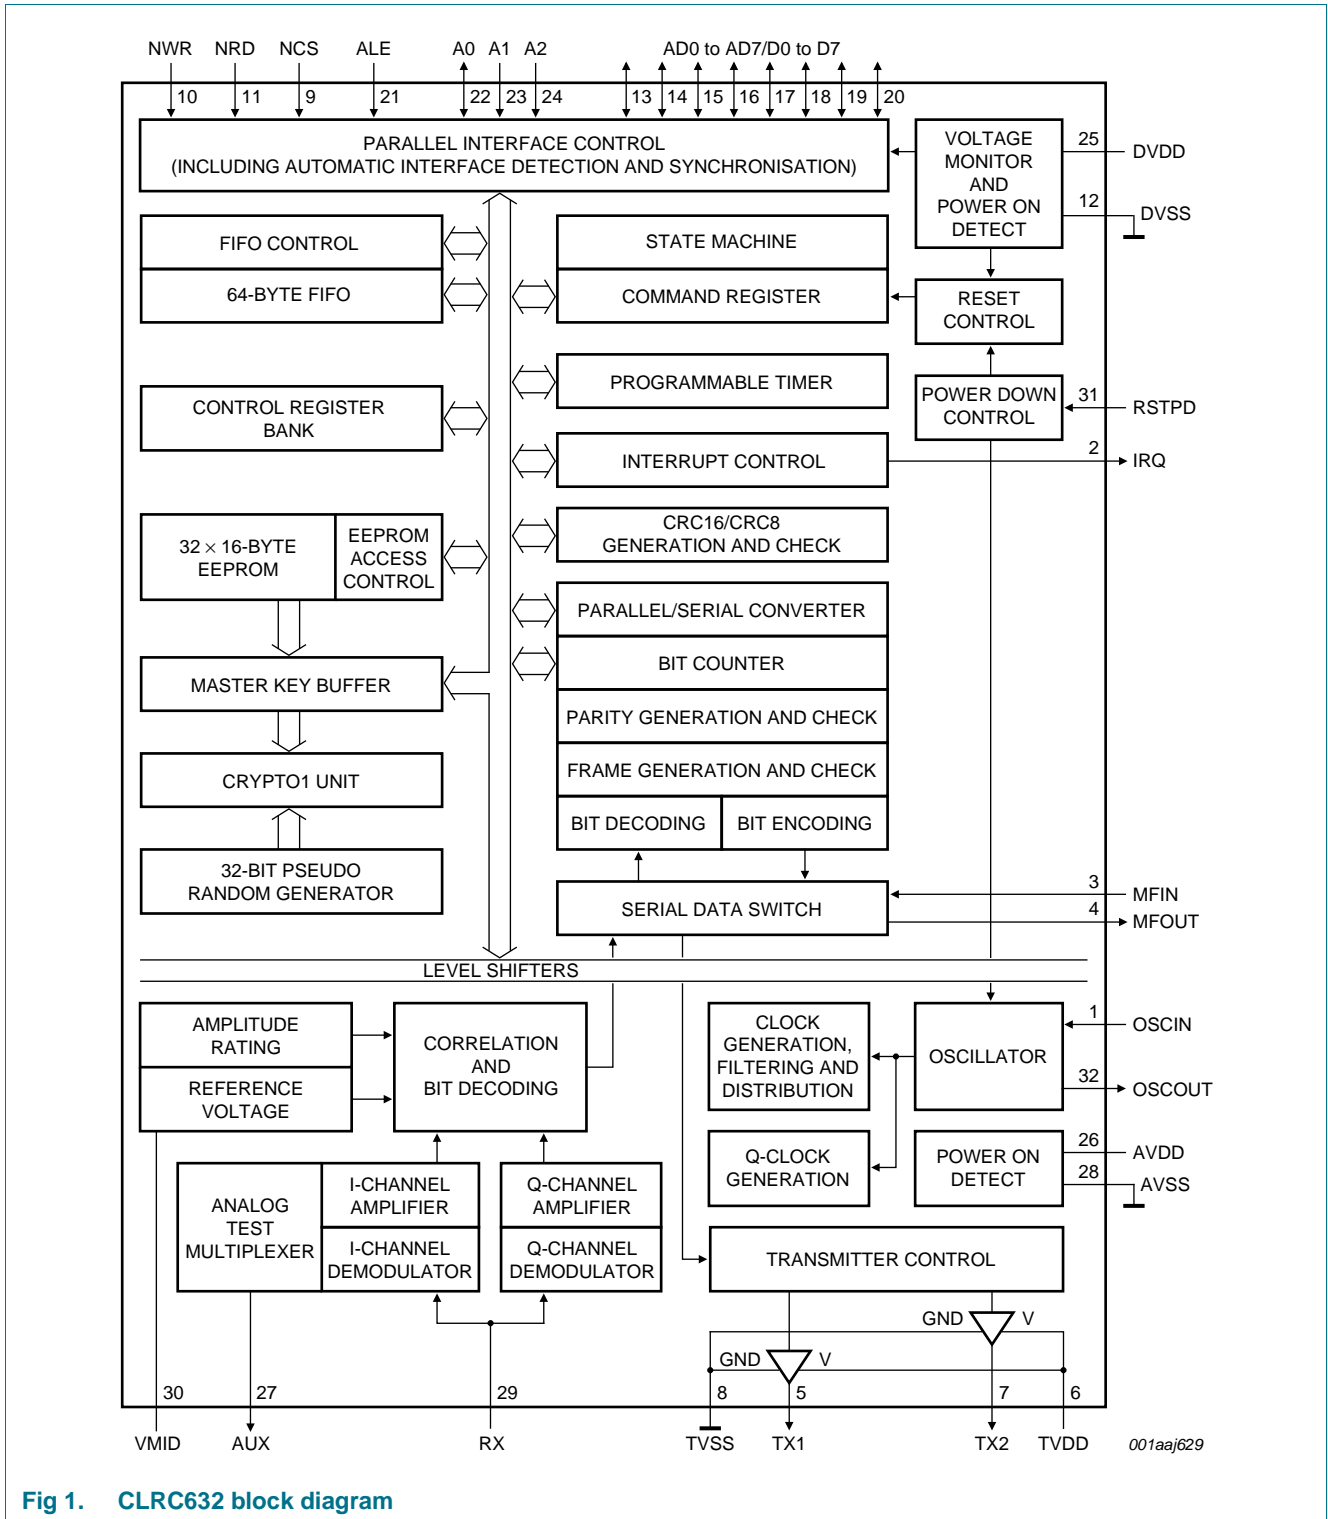 NWR NRD NCS ALE A0 A1 A2 AD0 to AD7/D0 to D7
10 11 9 21 22 23 24 13 14 15 16 17 18 19 20
PARALLEL INTERFACE CONTROL
(INCLUDING AUTOMATIC INTERFACE DETECTION AND SYNCHRONISATION)
VOLTAGE
MONITOR
AND
POWER ON
DETECT
25 DVDD
12 DVSS
FIFO CONTROL
64-BYTE FIFO
STATE MACHINE
COMMAND REGISTER
RESET
CONTROL
PROGRAMMABLE TIMER
POWER DOWN
CONTROL
31 RSTPD
CONTROL REGISTER
BANK
INTERRUPT CONTROL
2 IRQ
32 × 16-BYTE
EEPROM
EEPROM
ACCESS
CONTROL
CRC16/CRC8
GENERATION AND CHECK
PARALLEL/SERIAL CONVERTER
BIT COUNTER
MASTER KEY BUFFER
PARITY GENERATION AND CHECK
CRYPTO1 UNIT
FRAME GENERATION AND CHECK
BIT DECODING
BIT ENCODING
32-BIT PSEUDO
RANDOM GENERATOR
SERIAL DATA SWITCH
3 MFIN
4 MFOUT
LEVEL SHIFTERS
AMPLITUDE
RATING
REFERENCE
VOLTAGE
CORRELATION
AND
BIT DECODING
CLOCK
GENERATION,
FILTERING AND
DISTRIBUTION
OSCILLATOR
1 OSCIN
32 OSCOUT
Q-CLOCK
GENERATION
POWER ON
DETECT
26 AVDD
28 AVSS
ANALOG
TEST
MULTIPLEXER
I-CHANNEL
AMPLIFIER
I-CHANNEL
DEMODULATOR
Q-CHANNEL
AMPLIFIER
Q-CHANNEL
DEMODULATOR
TRANSMITTER CONTROL
GND V
GND V
30 27 29 8 5 7 6
VMID AUX RX TVSS TX1 TX2 TVDD
001aaj629
Fig 1. CLRC632 block diagram